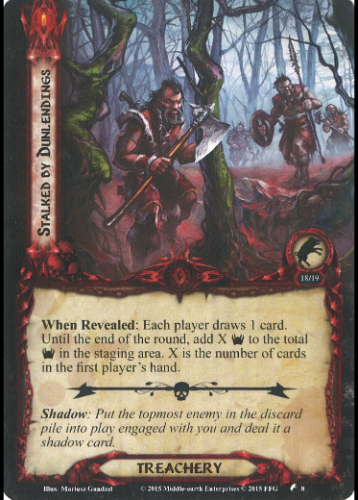 STALKED BY DUNLENDINGS
18/19
When Revealed: Each player draws 1 card.
Until the end of the round, add X to the total
in the staging area. X is the number of cards
in the first player's hand.
Shadow: Put the topmost enemy in the discard
pile into play engaged with you and deal it a
shadow card.
TREACHERY
Illus. Mariusz Gandzel © 2015 Middle-earth Enterprises © 2015 FFG 8